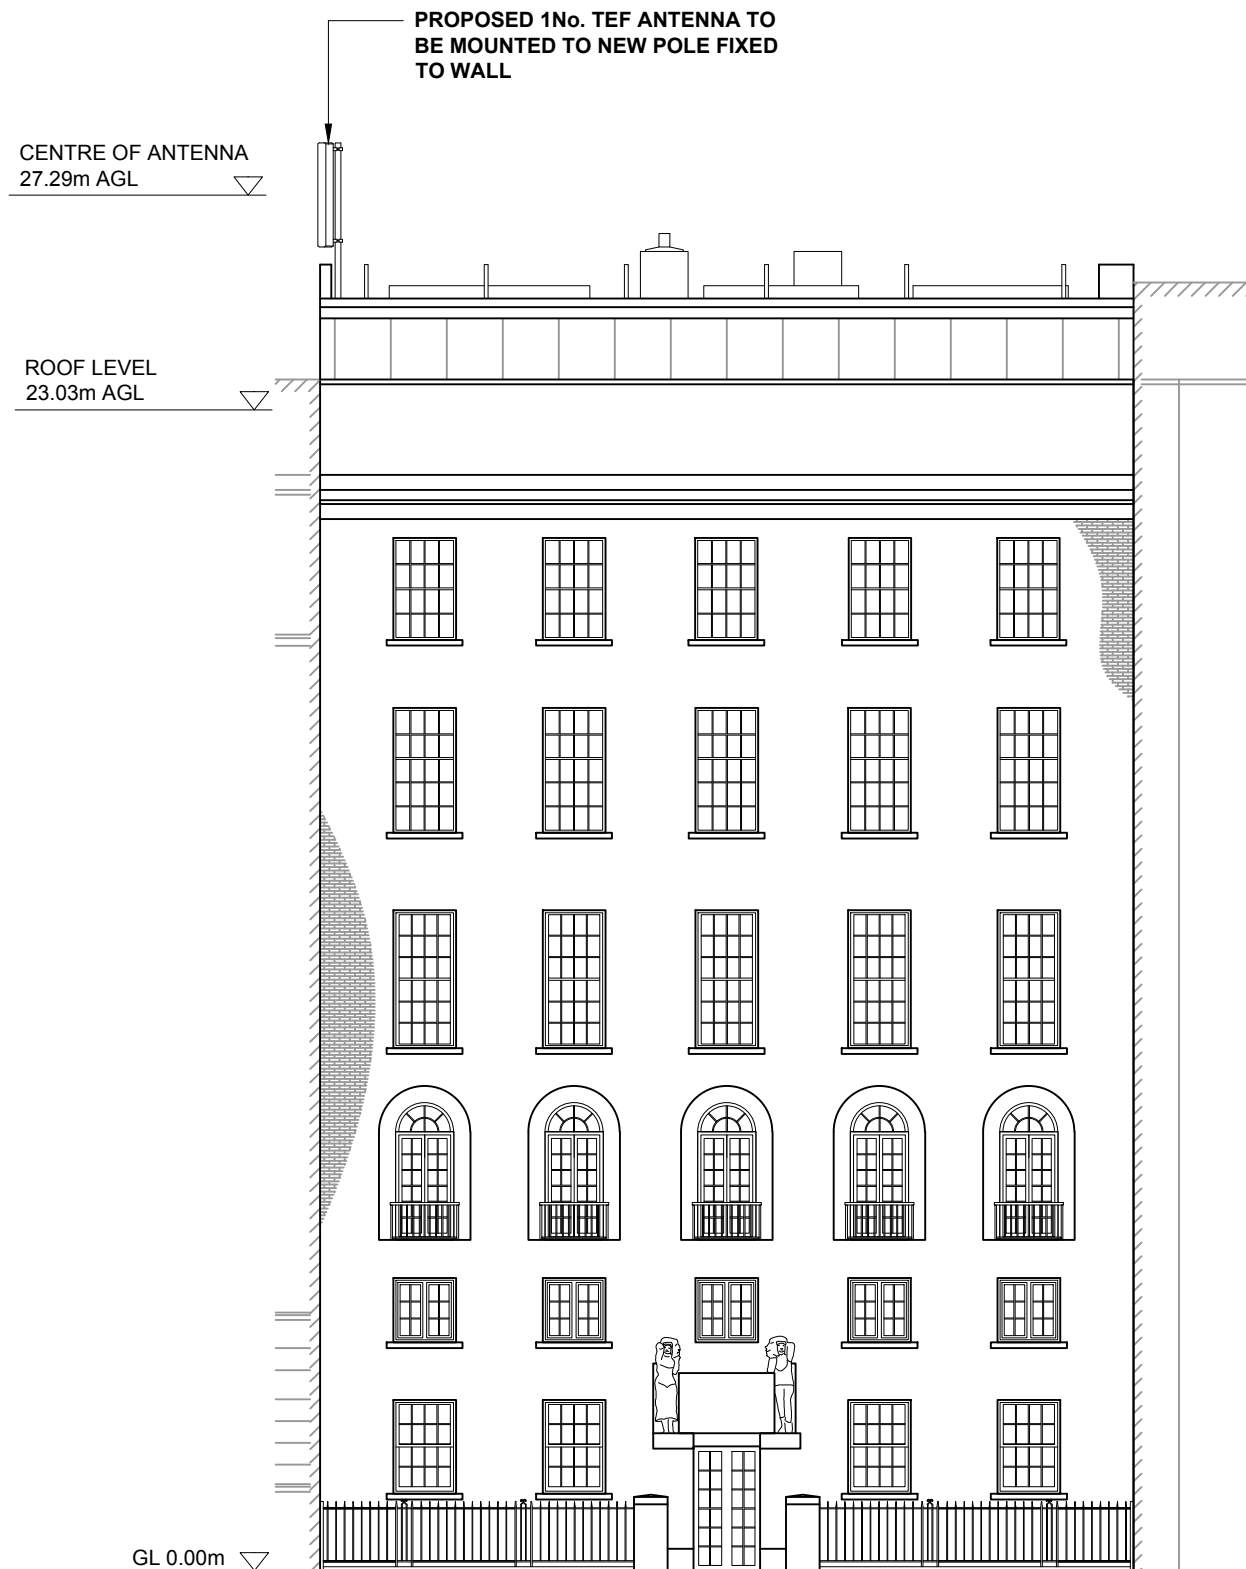 PROPOSED 1No. TEF ANTENNA TO
BE MOUNTED TO NEW POLE FIXED
TO WALL
CENTRE OF ANTENNA
27.29m AGL
ROOF LEVEL
23.03m AGL
GL 0.00m